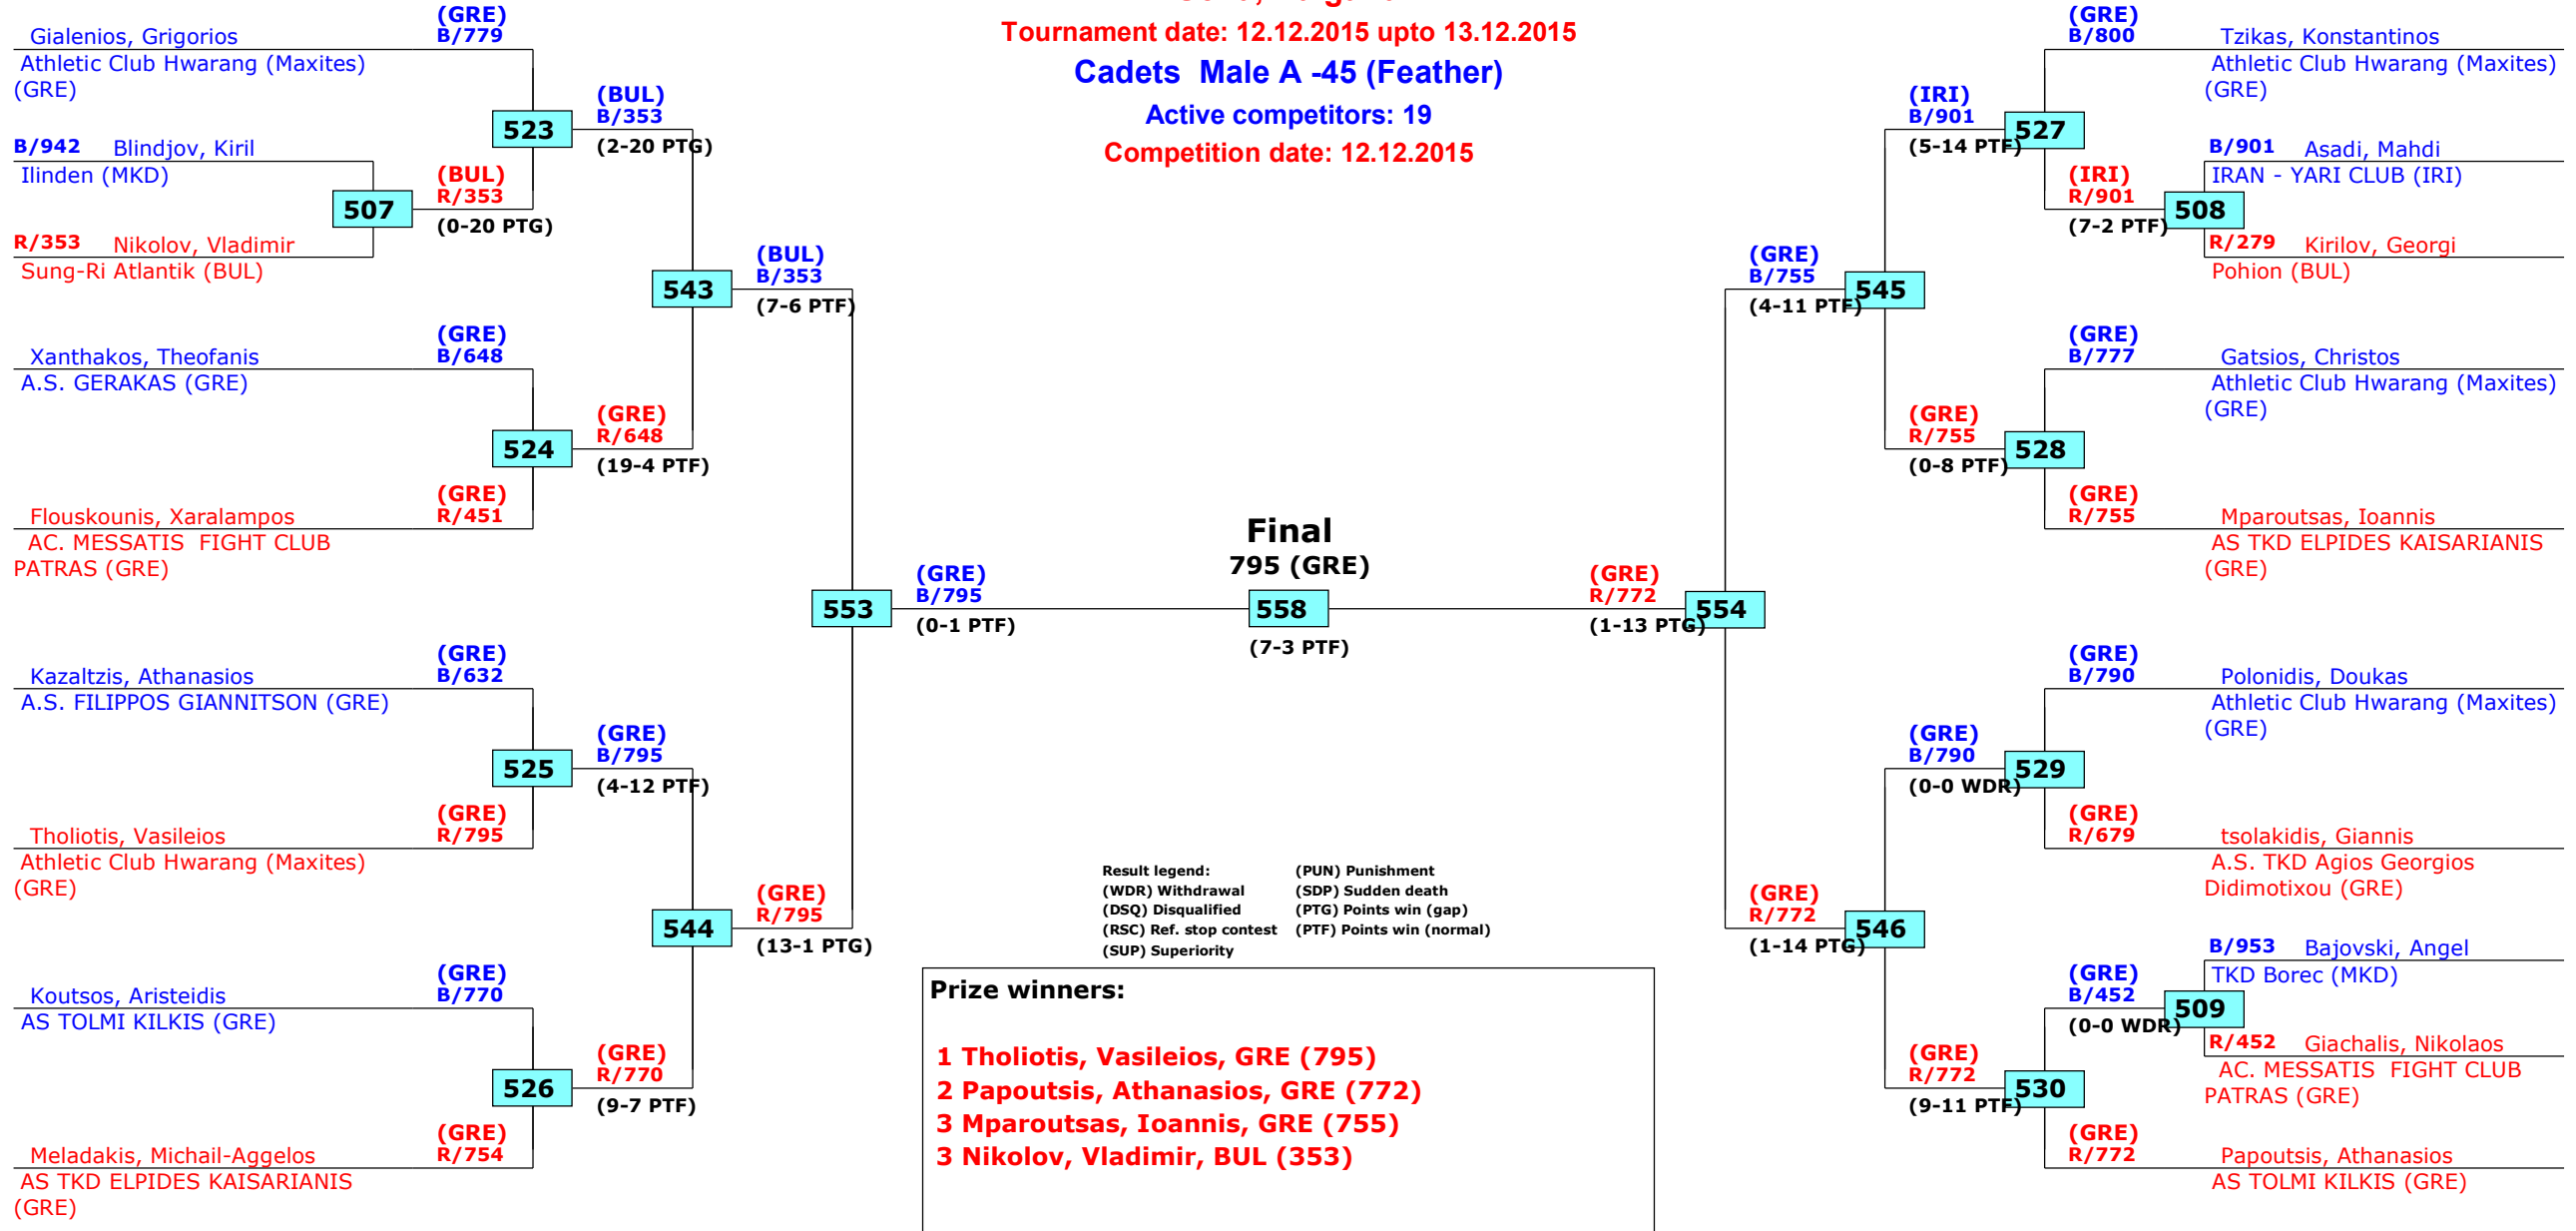 Tournament date: 12.12.2015 upto 13.12.2015
Cadets Male A -45 (Feather)
Active competitors: 19
Competition date: 12.12.2015
(GRE)
Gialenios, Grigorios B/779
Athletic Club Hwarang (Maxites)
(GRE)
B/942 Blindjov, Kiril
Ilinden (MKD)
507
R/353 Nikolov, Vladimir
Sung-Ri Atlantik (BUL)
(BUL)
R/353
(0-20 PTG)
523
(BUL)
B/353
(2-20 PTG)
(GRE)
Xanthakos, Theofanis B/648
A.S. GERAKAS (GRE)
524
(GRE)
Flouskounis, Xaralampos R/451
AC. MESSATIS FIGHT CLUB
PATRAS (GRE)
(GRE)
R/648
(19-4 PTF)
543
(BUL)
B/353
(7-6 PTF)
(GRE)
Kazaltzis, Athanasios B/632
A.S. FILIPPOS GIANNITSON (GRE)
525
(GRE)
Tholiotis, Vasileios R/795
Athletic Club Hwarang (Maxites)
(GRE)
(GRE)
B/795
(4-12 PTF)
(GRE)
Koutsos, Aristeidis B/770
AS TOLMI KILKIS (GRE)
526
(GRE)
Meladakis, Michail-Aggelos R/754
AS TKD ELPIDES KAISARIANIS
(GRE)
(GRE)
R/770
(9-7 PTF)
544
(GRE)
R/795
(13-1 PTG)
553
(GRE)
B/795
(0-1 PTF)
Final
795 (GRE)
558
(7-3 PTF)
(GRE)
R/772
(1-13 PTG)
554
(GRE)
B/755
(4-11 PTF)
545
(IRI)
B/901
(5-14 PTF)
527
(GRE)
B/800 Tzikas, Konstantinos
Athletic Club Hwarang (Maxites)
(GRE)
(IRI)
R/901
(7-2 PTF)
508
B/901 Asadi, Mahdi
IRAN - YARI CLUB (IRI)
R/279 Kirilov, Georgi
Pohion (BUL)
(GRE)
R/755
(0-8 PTF)
528
(GRE)
B/777 Gatsios, Christos
Athletic Club Hwarang (Maxites)
(GRE)
(GRE)
R/755 Mparoutsas, Ioannis
AS TKD ELPIDES KAISARIANIS
(GRE)
(GRE)
R/772
(1-14 PTG)
546
(GRE)
B/790
(0-0 WDR)
529
(GRE)
B/790 Polonidis, Doukas
Athletic Club Hwarang (Maxites)
(GRE)
(GRE)
R/679 tsolakidis, Giannis
A.S. TKD Agios Georgios
Didimotixou (GRE)
(GRE)
R/772
(9-11 PTF)
530
(GRE)
B/452
(0-0 WDR)
509
B/953 Bajovski, Angel
TKD Borec (MKD)
R/452 Giachalis, Nikolaos
AC. MESSATIS FIGHT CLUB
PATRAS (GRE)
(GRE)
R/772 Papoutsis, Athanasios
AS TOLMI KILKIS (GRE)
Result legend: (PUN) Punishment
(WDR) Withdrawal (SDP) Sudden death
(DSQ) Disqualified (PTG) Points win (gap)
(RSC) Ref. stop contest (PTF) Points win (normal)
(SUP) Superiority
Prize winners:
1 Tholiotis, Vasileios, GRE (795)
2 Papoutsis, Athanasios, GRE (772)
3 Mparoutsas, Ioannis, GRE (755)
3 Nikolov, Vladimir, BUL (353)